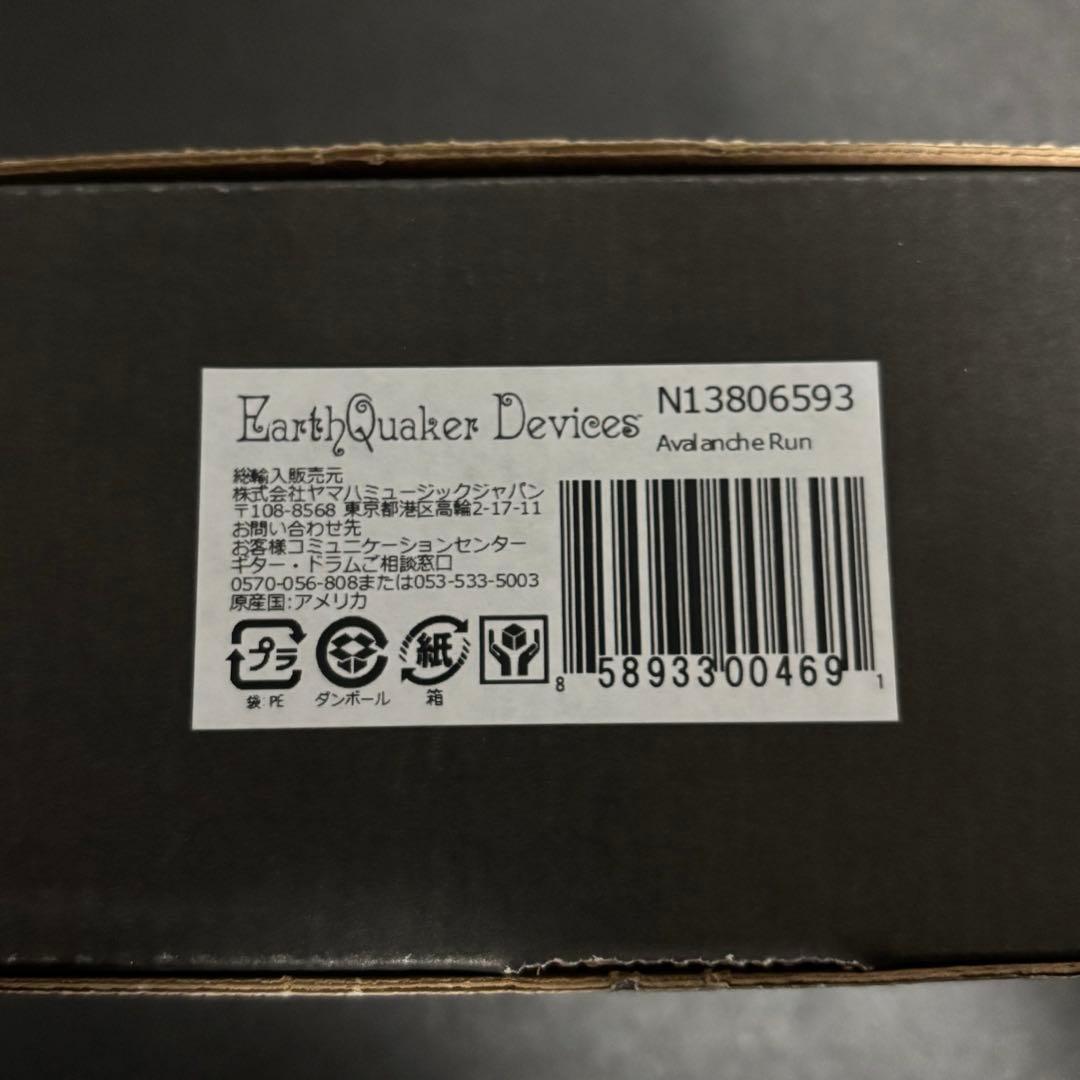 EarthQuaker Devices
N13806593
Avalanche Run
総輸入販売元
株式会社ヤマハミュージックジャパン
〒108-8568 東京都港区高輪2-17-11
お問い合わせ先
お客様コミュニケーションセンター
ギター・ドラムご相談窓口
0570-056-808または053-533-5003
原産国:アメリカ
プラ
紙
袋:PE
ダンボール
箱
8 58933 00469 1